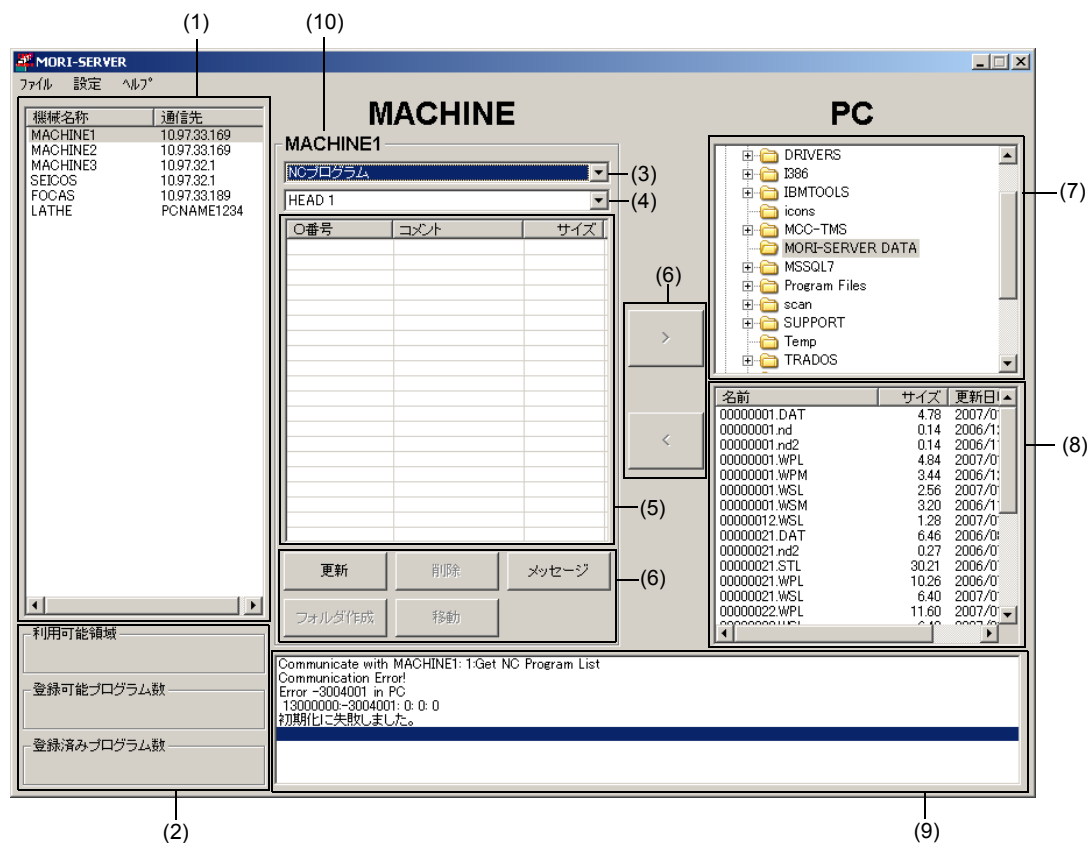 (1)
(10)
MORI-SERVER
ファイル 設定 ヘルプ
機械名称 通信先
MACHINE1 10.97.33.169
MACHINE2 10.97.33.169
MACHINE3 10.97.32.1
SEICOS 10.97.32.1
FOCAS 10.97.33.189
LATHE PCNAME1234
MACHINE
MACHINE1
NCプログラム
(3)
HEAD 1
(4)
O番号 コメント サイズ
(5)
(6)
>
<
更新 削除 メッセージ
フォルダ作成 移動
(6)
PC
DRIVERS
I386
IBMTOOLS
icons
MCC-TMS
MORI-SERVER DATA
MSSQL7
Program Files
scan
SUPPORT
Temp
TRADOS
(7)
名前 サイズ 更新日
00000001.DAT 4.78 2007/0
00000001.nd 0.14 2006/1
00000001.nd2 0.14 2006/1
00000001.WPL 4.84 2007/0
00000001.WPM 3.44 2006/1
00000001.WSL 2.56 2007/0
00000001.WSM 3.20 2006/1
00000012.WSL 1.28 2007/0
00000021.DAT 6.46 2006/0
00000021.nd2 0.27 2006/0
00000021.STL 30.21 2006/0
00000021.WPL 10.26 2006/0
00000021.WSL 6.40 2006/0
00000022.WPL 11.60 2007/0
(8)
利用可能領域
登録可能プログラム数
登録済みプログラム数
(2)
Communicate with MACHINE1: 1:Get NC Program List
Communication Error!
Error -3004001 in PC
13000000:-3004001: 0: 0: 0
初期化に失敗しました。
(9)